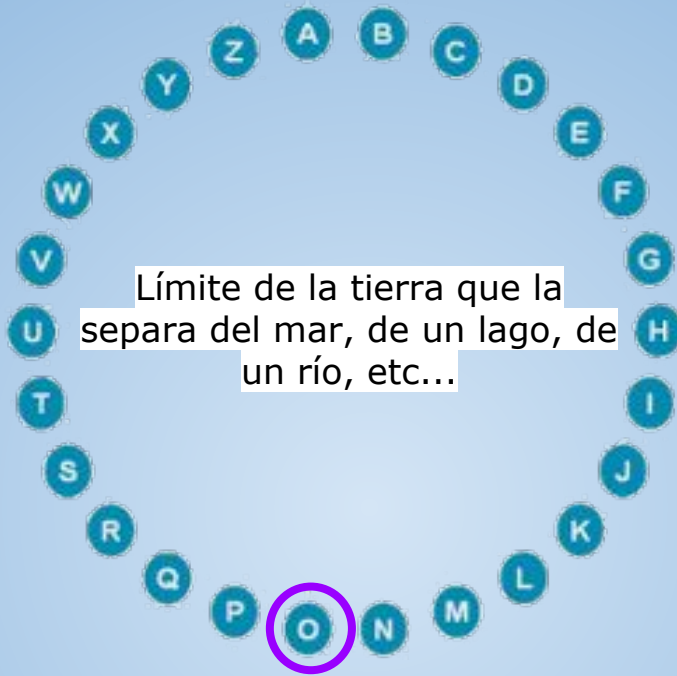 A
B
C
D
E
F
G
H
I
J
K
L
M
N
O
P
Q
R
S
T
U
V
W
X
Y
Z
Límite de la tierra que la
separa del mar, de un lago, de
un río, etc...